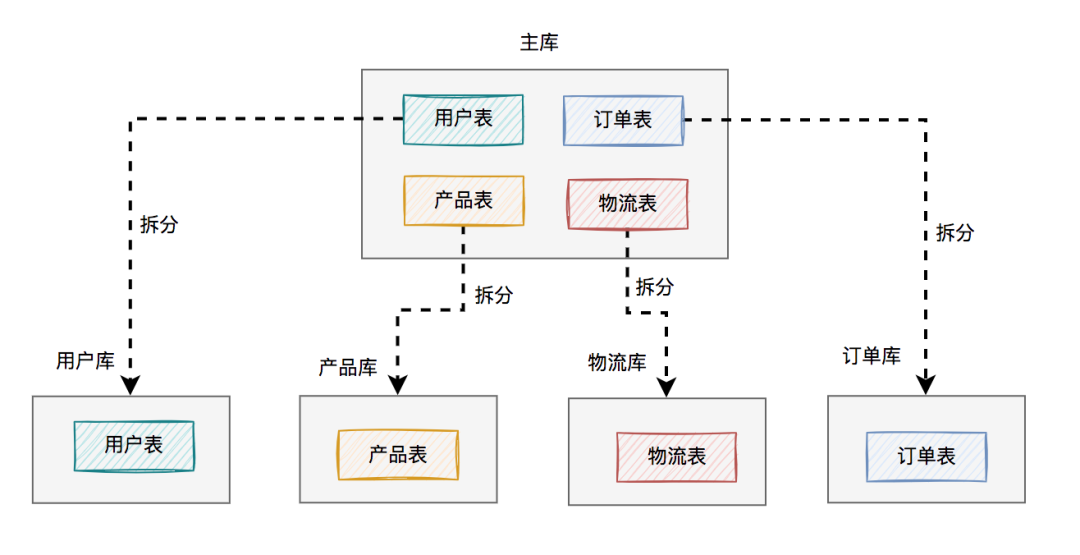 主库
用户表
订单表
产品表
物流表
拆分
拆分
拆分
拆分
用户库
产品库
物流库
订单库
用户表
产品表
物流表
订单表